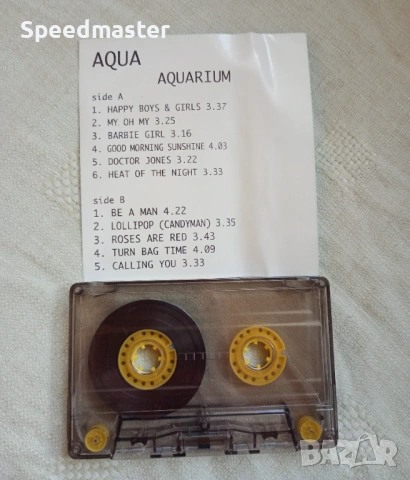 Speedmaster
AQUA
AQUARIUM
side A
1. HAPPY BOYS & GIRLS 3.37
2. MY OH MY 3.25
3. BARBIE GIRL 3.16
4. GOOD MORNING SUNSHINE 4.03
5. DOCTOR JONES 3.22
6. HEAT OF THE NIGHT 3.33
side B
1. BE A MAN 4.22
2. LOLLIPOP (CANDYMAN) 3.35
3. ROSES ARE RED 3.43
4. TURN BAG TIME 4.09
5. CALLING YOU 3.33
bazar